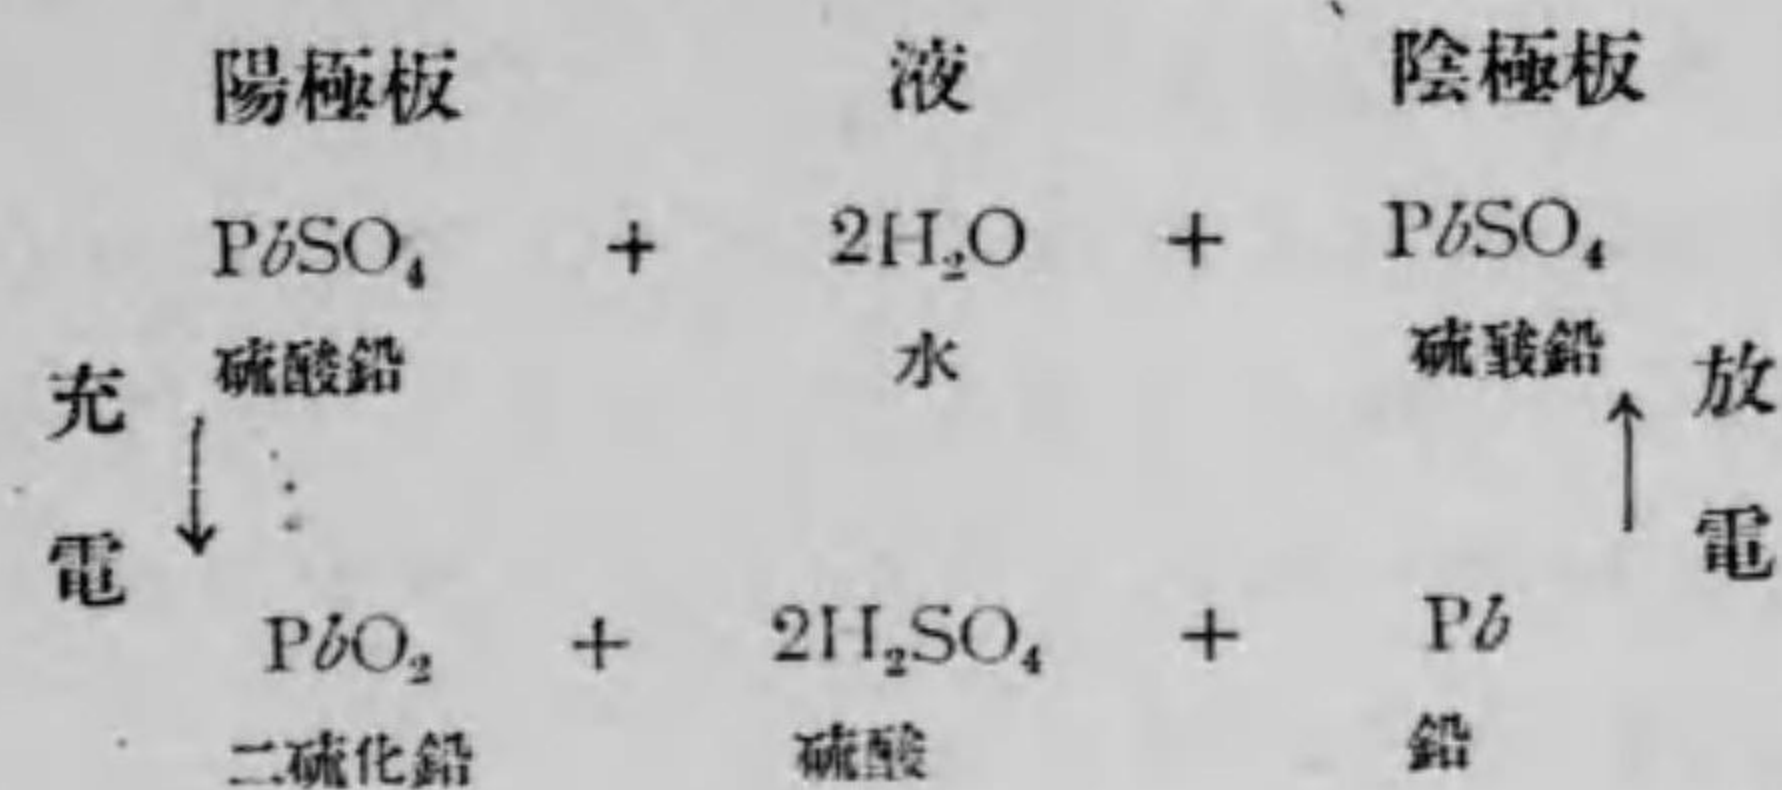 陽極板 液 陰極板
PbSO₄ + 2H₂O + PbSO₄
硫酸鉛 水 硫酸鉛
充電 ↓ ↑ 放電
PbO₂ + 2H₂SO₄ + Pb
二硫化鉛 硫酸 鉛